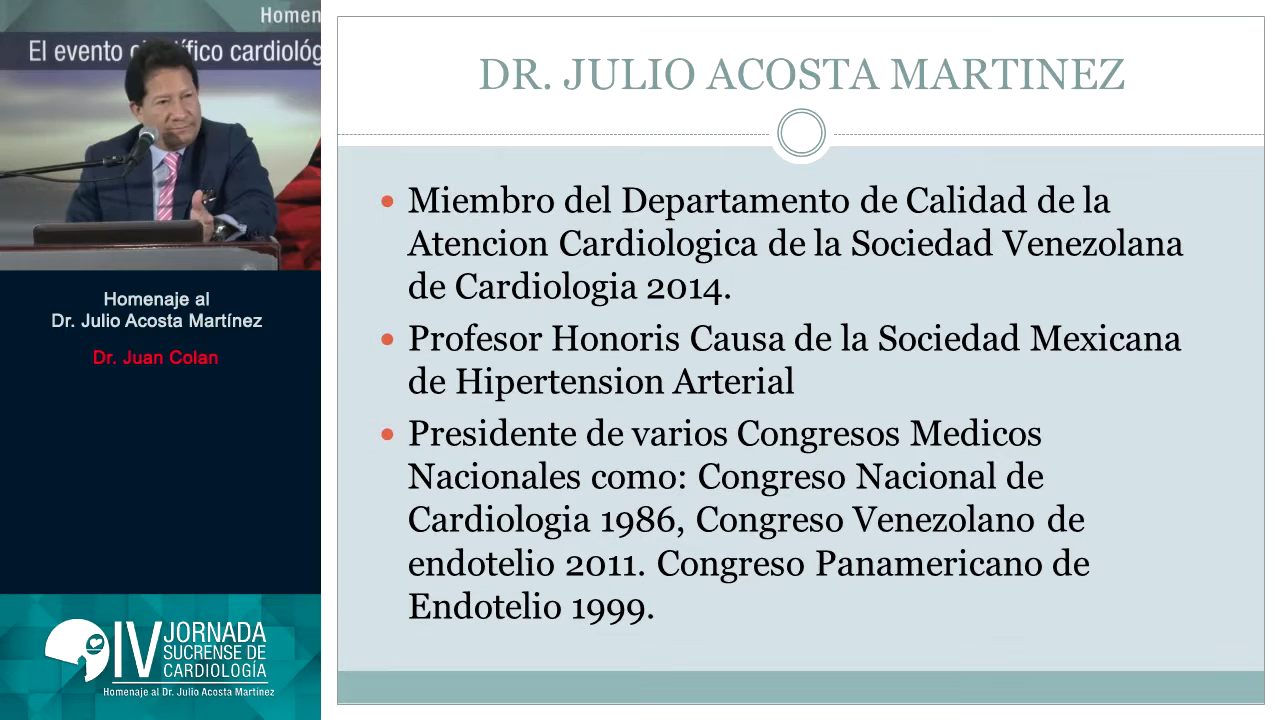 Homen
El evento científico cardiológ
Homenaje al
Dr. Julio Acosta Martínez
Dr. Juan Colan
IV JORNADA
SUCRENSE DE
CARDIOLOGÍA
Homenaje al Dr. Julio Acosta Martínez
DR. JULIO ACOSTA MARTINEZ
• Miembro del Departamento de Calidad de la
Atencion Cardiologica de la Sociedad Venezolana
de Cardiologia 2014.
• Profesor Honoris Causa de la Sociedad Mexicana
de Hipertension Arterial
• Presidente de varios Congresos Medicos
Nacionales como: Congreso Nacional de
Cardiologia 1986, Congreso Venezolano de
endotelio 2011. Congreso Panamericano de
Endotelio 1999.